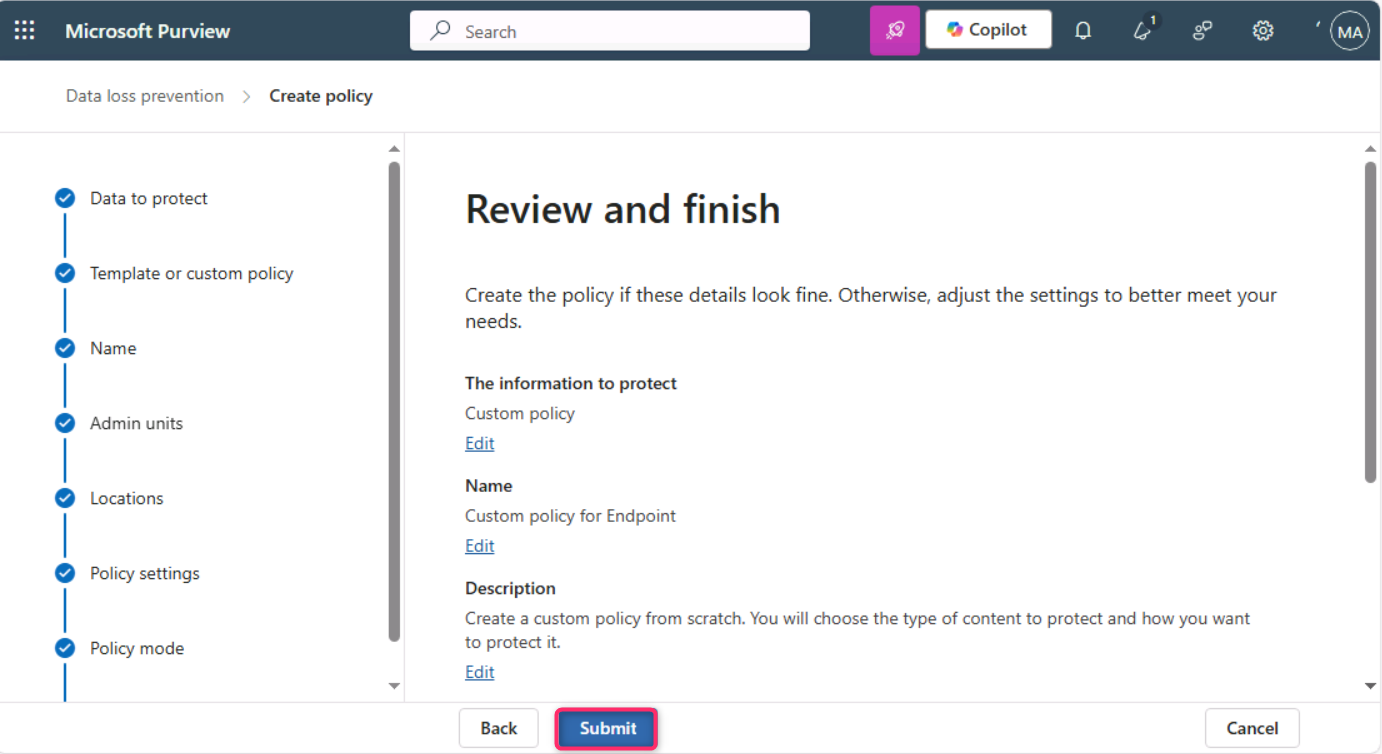 Microsoft Purview
Search
Copilot
1
MA
Data loss prevention > Create policy
Data to protect
Template or custom policy
Name
Admin units
Locations
Policy settings
Policy mode
Review and finish
Create the policy if these details look fine. Otherwise, adjust the settings to better meet your
needs.
The information to protect
Custom policy
Edit
Name
Custom policy for Endpoint
Edit
Description
Create a custom policy from scratch. You will choose the type of content to protect and how you want
to protect it.
Edit
Back
Submit
Cancel